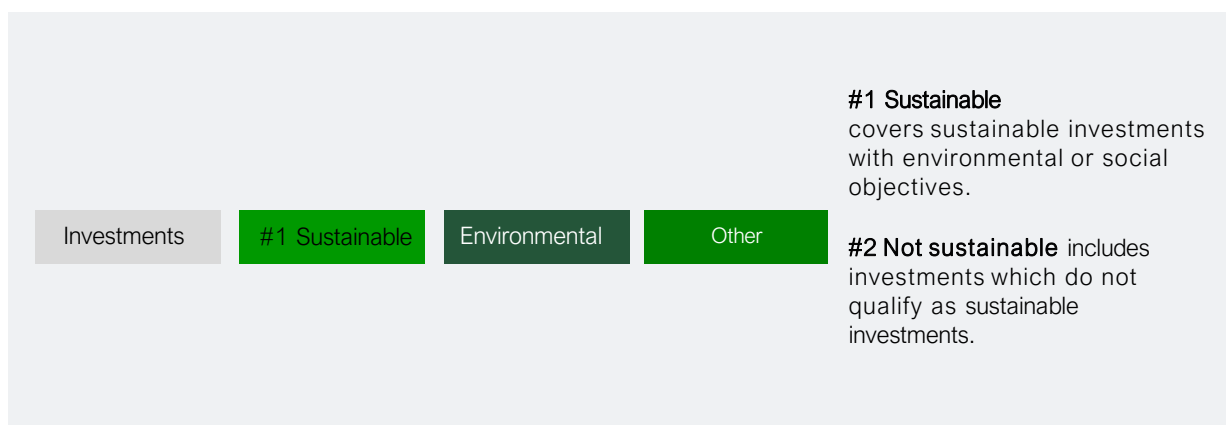 Investments
#1 Sustainable
Environmental
Other
#1 Sustainable
covers sustainable investments
with environmental or social
objectives.
#2 Not sustainable includes
investments which do not
qualify as sustainable
investments.